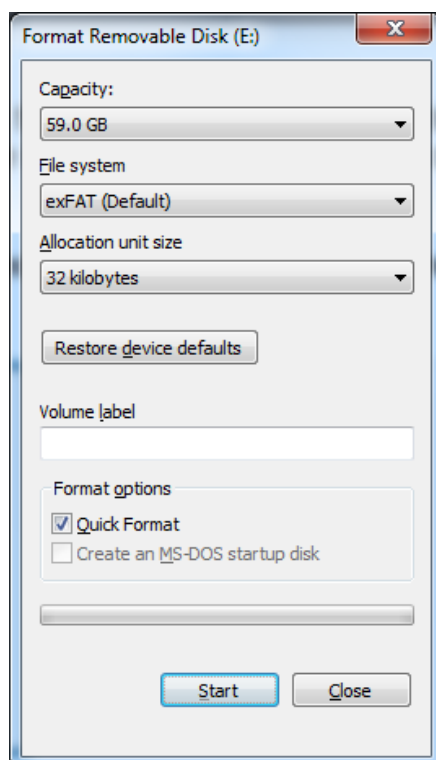 Format Removable Disk (E:)
Capacity:
59.0 GB
File system
exFAT (Default)
Allocation unit size
32 kilobytes
Restore device defaults
Volume label
Format options
Quick Format
Create an MS-DOS startup disk
Start Close